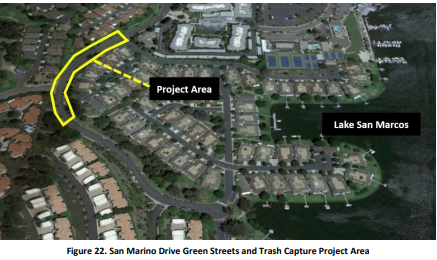 Project Area
Lake San Marcos
Figure 22. San Marino Drive Green Streets and Trash Capture Project Area